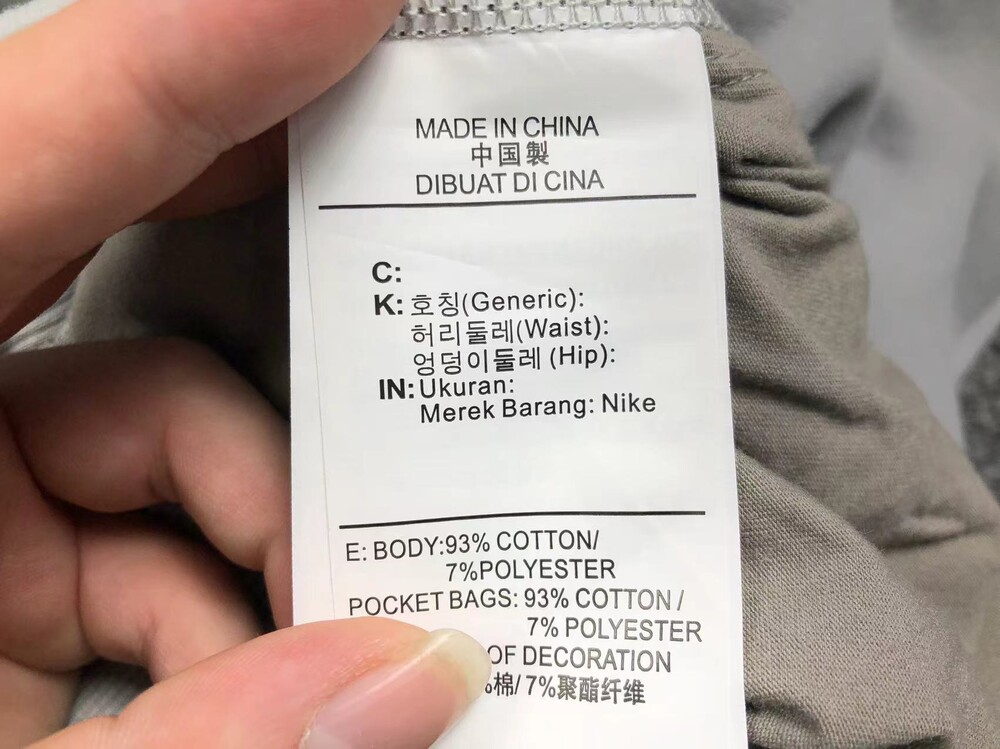 MADE IN CHINA
中国製
DIBUAT DI CINA
C:
K: 호칭(Generic):
허리둘레(Waist):
엉덩이둘레 (Hip):
IN: Ukuran:
Merek Barang: Nike
E: BODY:93% COTTON/
7%POLYESTER
POCKET BAGS: 93% COTTON /
7% POLYESTER
OF DECORATION
%棉/ 7%聚酯纤维